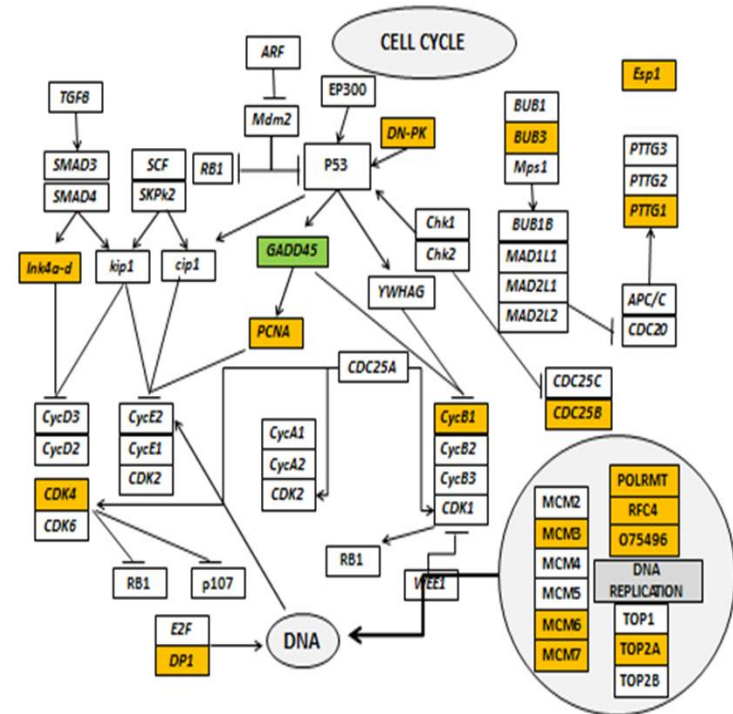 CELL CYCLE
ARF
Esp1
TGFB
EP300
BUB1
Mdm2
DN-PK
BUB3
PTTG3
SMAD3
SCF
RB1
P53
Mps1
PTTG2
SMAD4
SKPk2
PTTG1
Chk1
BUB1B
Chk2
Ink4a-d
kip1
cip1
GADD45
MAD1L1
YWHAG
MAD2L1
APC/C
MAD2L2
CDC20
PCNA
CDC25A
CDC25C
CDC25B
CycD3
CycE2
CycB1
CycD2
CycE1
CycA1
CycB2
CDK2
CycA2
CycB3
CDK4
CDK2
CDK1
CDK6
POLRMT
MCM2
RFC4
MCM3
O75496
RB1
p107
RB1
WEE1
MCM4
DNA
REPLICATION
MCM5
TOP1
E2F
DNA
MCM6
TOP2A
DP1
MCM7
TOP2B